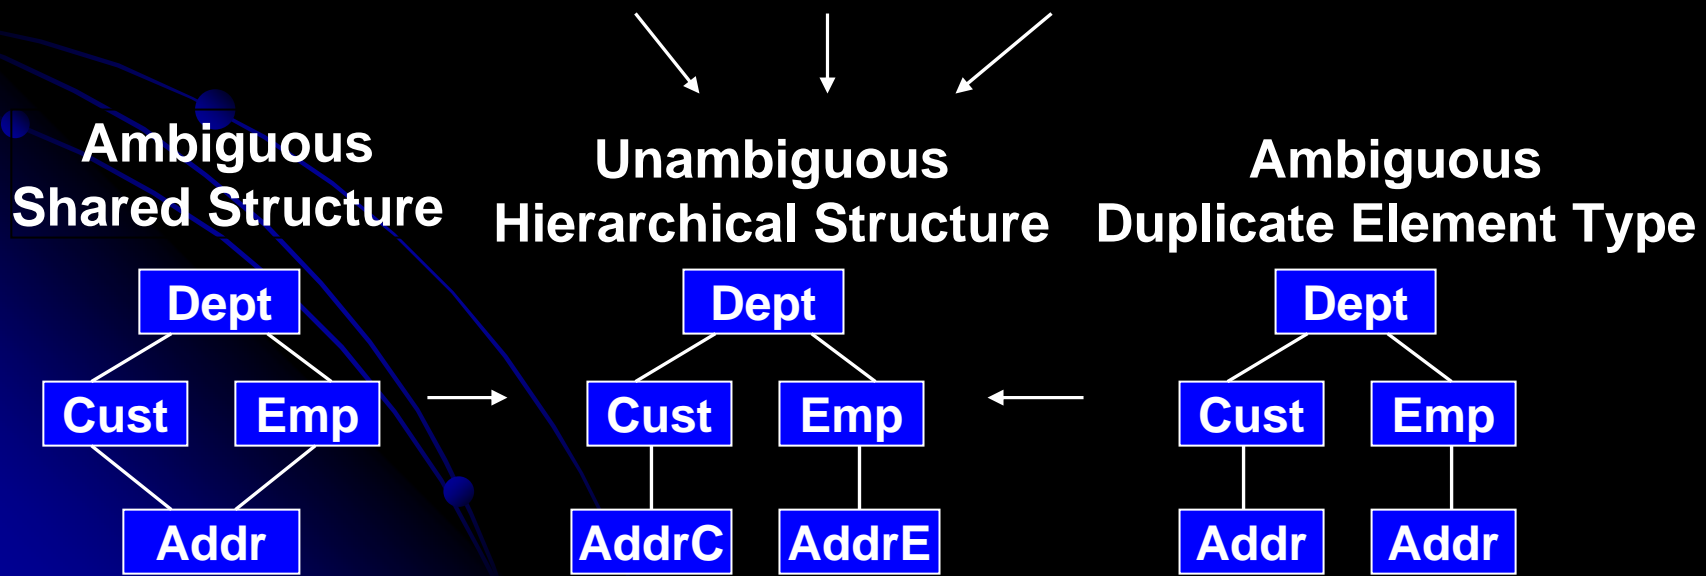 Ambiguous
Shared Structure
Unambiguous
Hierarchical Structure
Ambiguous
Duplicate Element Type
Dept
Cust
Emp
Addr
Dept
Cust
Emp
AddrC
AddrE
Dept
Cust
Emp
Addr
Addr